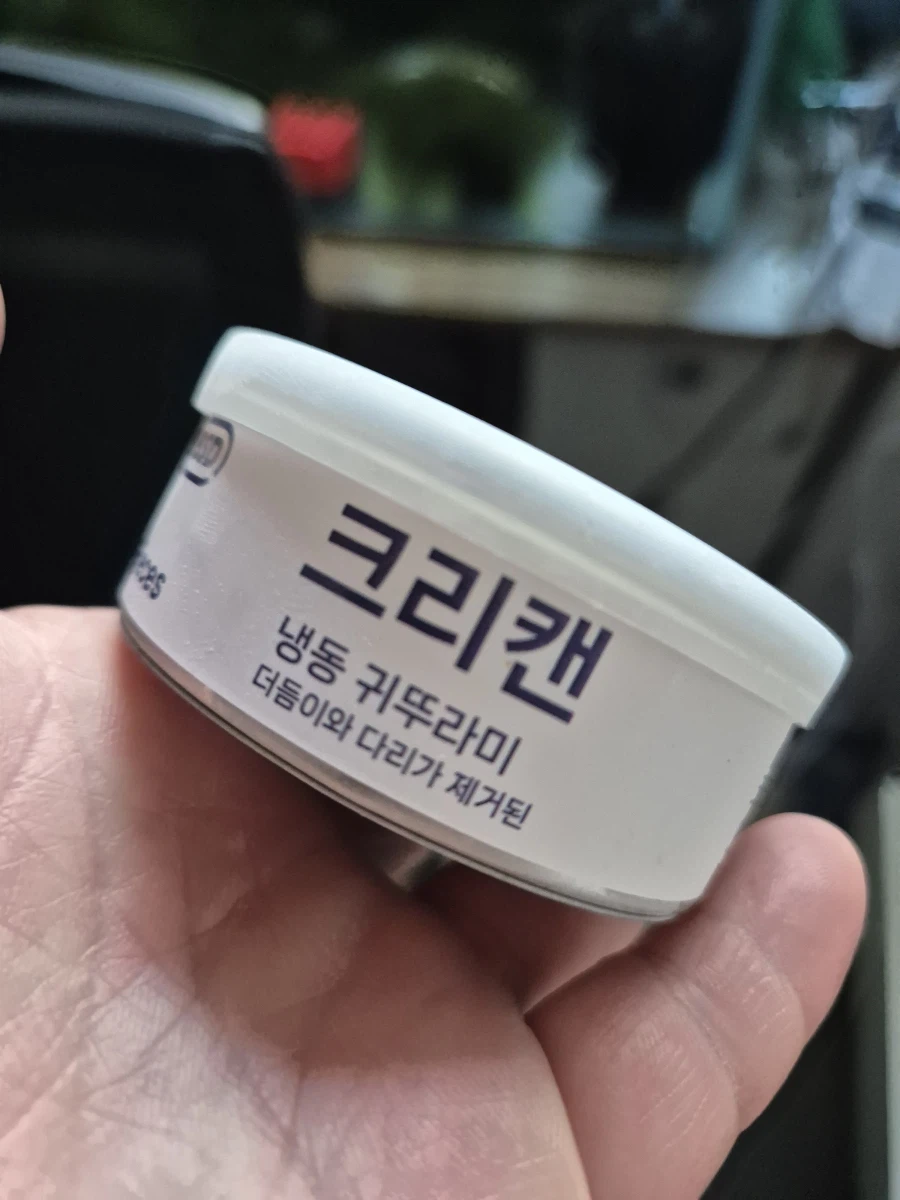 크리캔
냉동 귀뚜라미
더듬이와 다리가 제거된